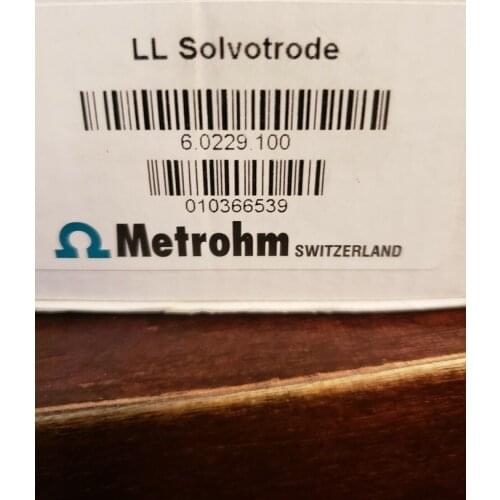 LL Solvotrode
6.0229.100
010366539
Metrohm SWITZERLAND